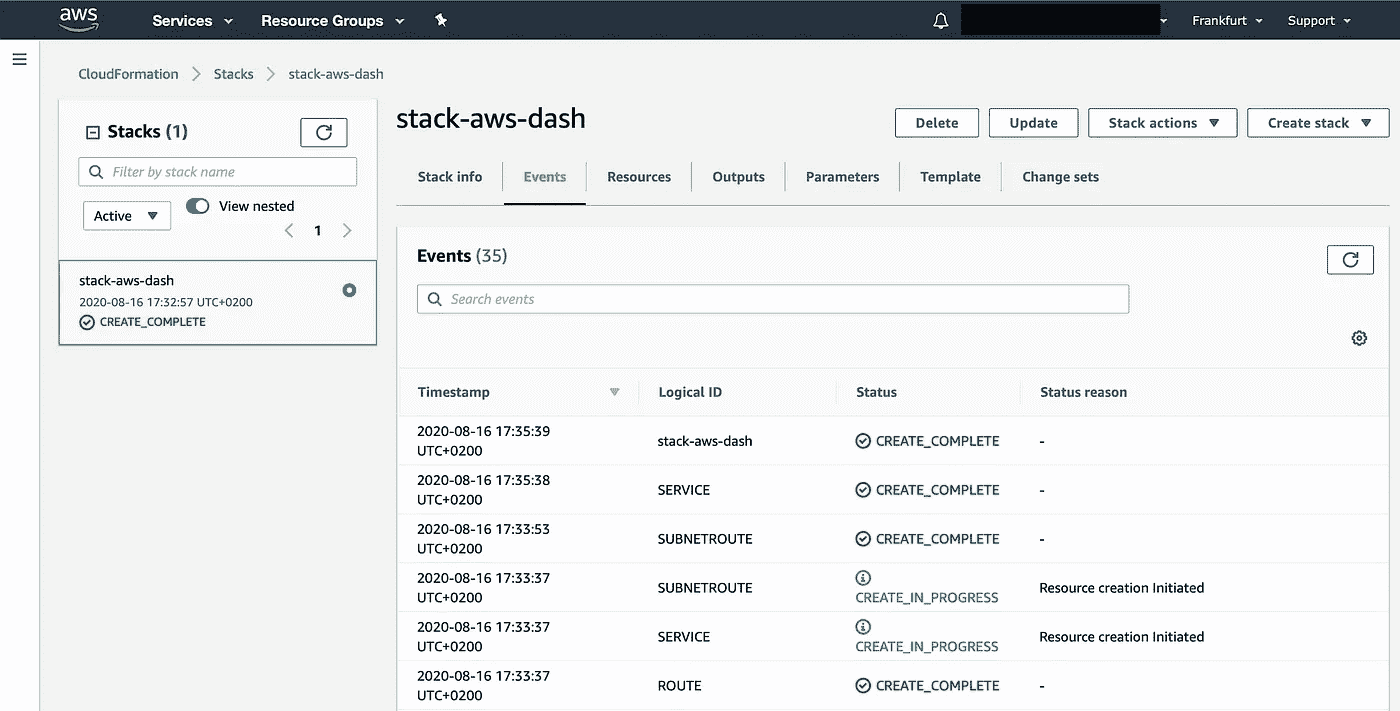 aws Services Resource Groups Frankfurt Support
CloudFormation Stacks stack-aws-dash
Stacks (1)
Filter by stack name
Active View nested
1
stack-aws-dash
2020-08-16 17:32:57 UTC+0200
CREATE_COMPLETE
stack-aws-dash
Delete Update Stack actions Create stack
Stack info Events Resources Outputs Parameters Template Change sets
Events (35)
Search events
Timestamp Logical ID Status Status reason
2020-08-16 17:35:39
UTC+0200
stack-aws-dash CREATE_COMPLETE -
2020-08-16 17:35:38
UTC+0200
SERVICE CREATE_COMPLETE -
2020-08-16 17:33:53
UTC+0200
SUBNETROUTE CREATE_COMPLETE -
2020-08-16 17:33:37
UTC+0200
SUBNETROUTE CREATE_IN_PROGRESS Resource creation Initiated
2020-08-16 17:33:37
UTC+0200
SERVICE CREATE_IN_PROGRESS Resource creation Initiated
2020-08-16 17:33:37
UTC+0200
ROUTE CREATE_COMPLETE -